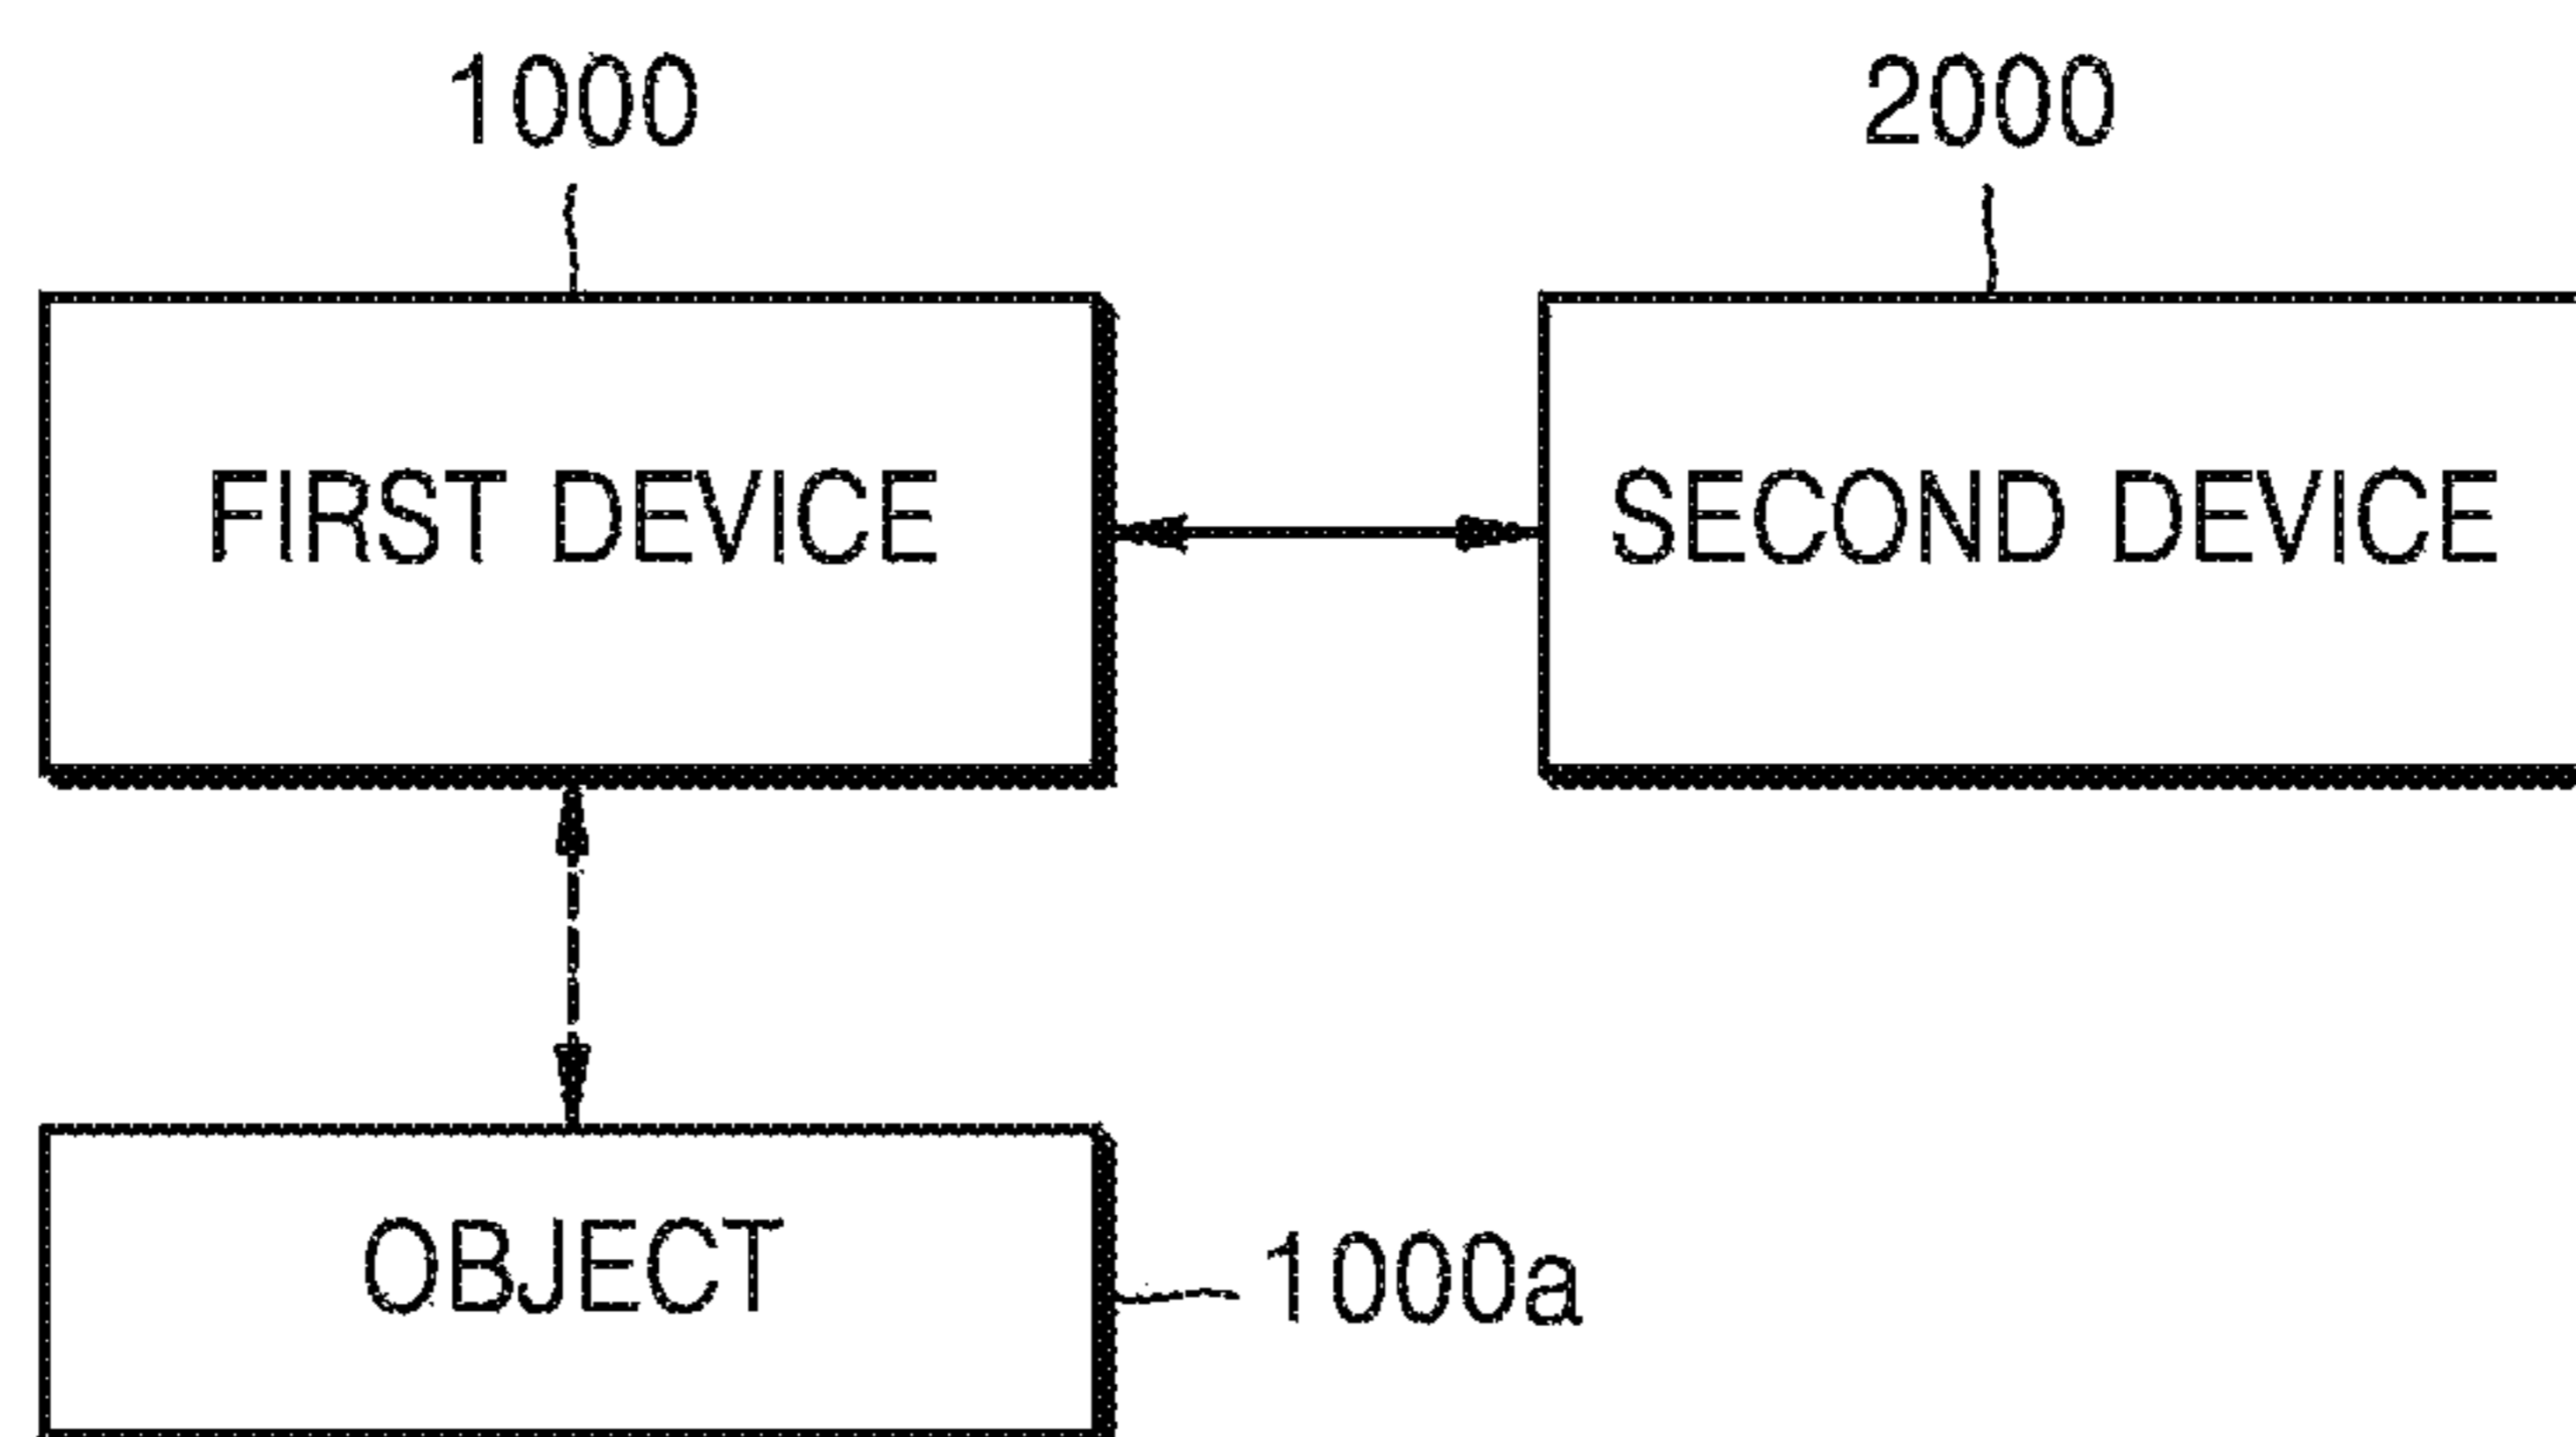 1000
2000
FIRST DEVICE
SECOND DEVICE
OBJECT
1000a